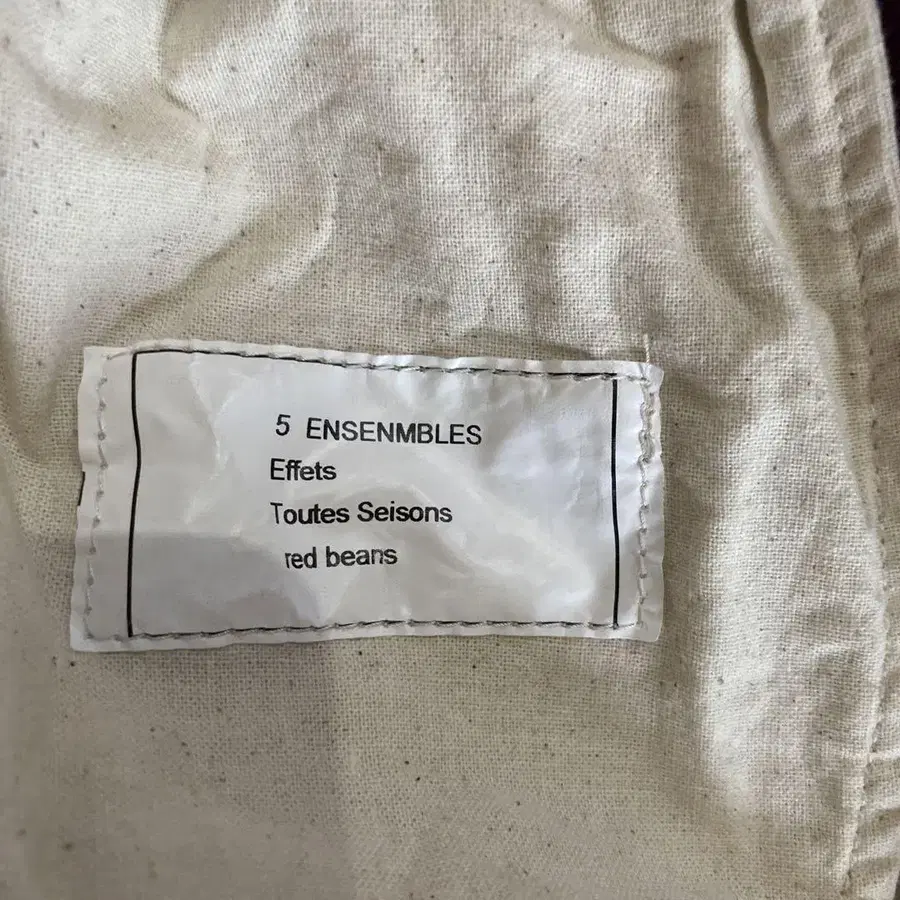 5 ENSENMBLES
Effets
Toutes Seisons
red beans